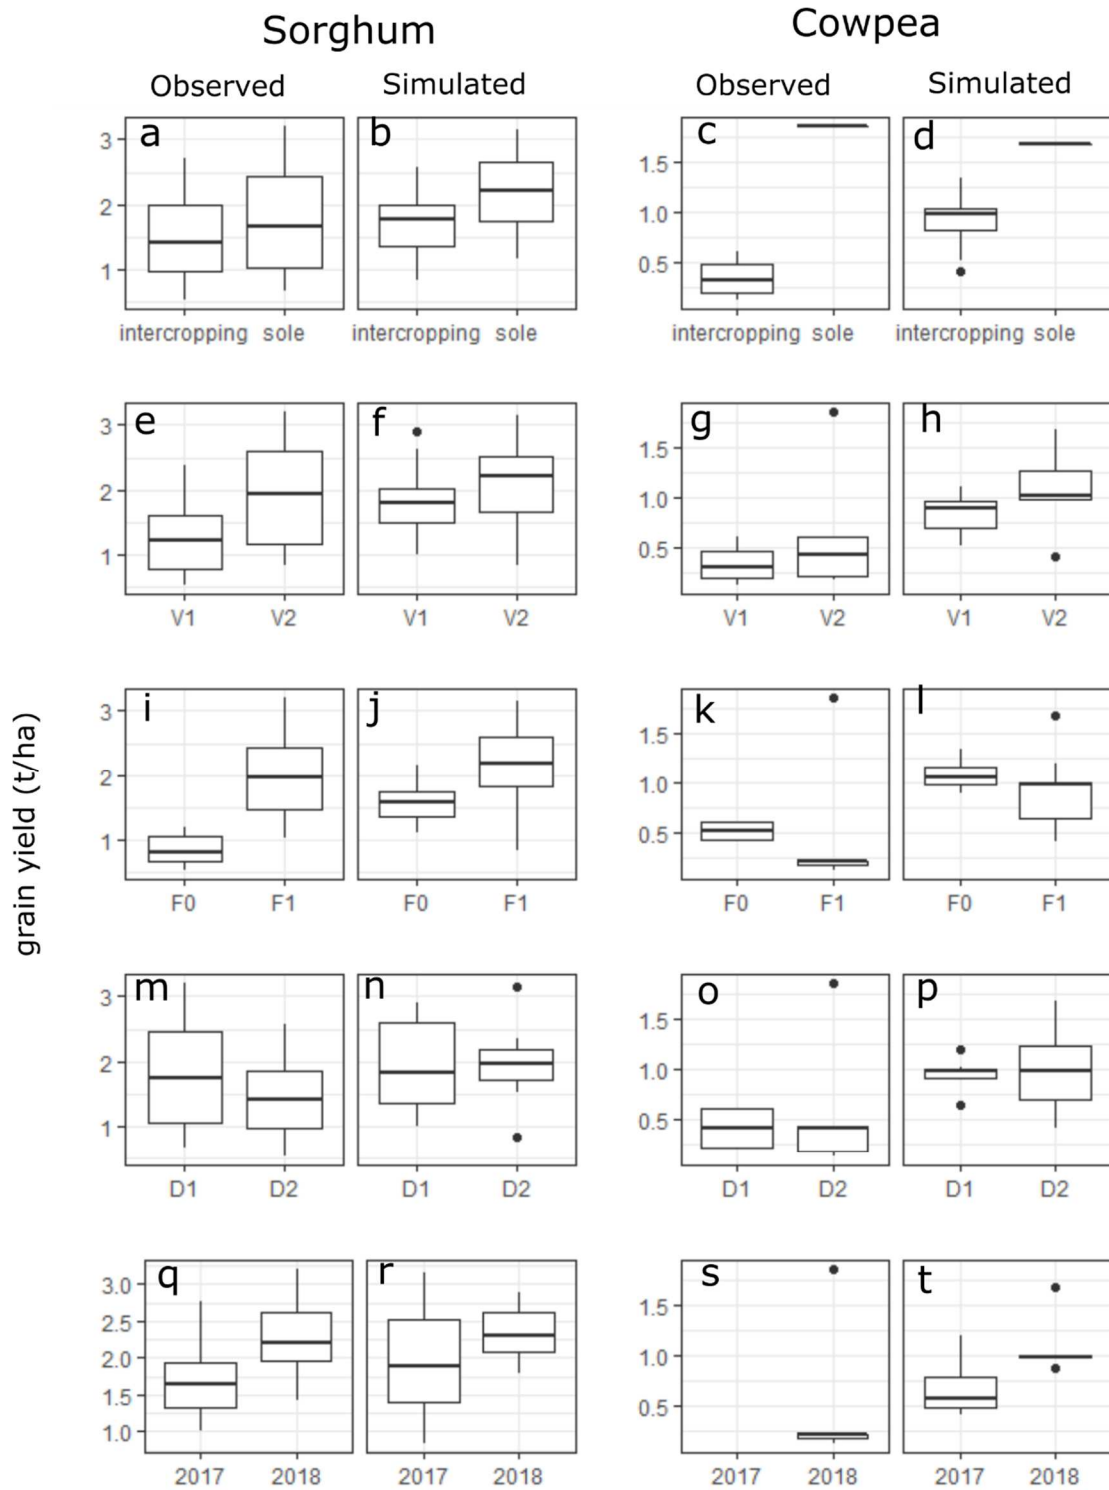 Sorghum
Cowpea
Observed
Simulated
Observed
Simulated
grain yield (t/ha)
a
b
c
d
3
2
1
1.5
1.0
0.5
intercropping sole
intercropping sole
intercropping sole
intercropping sole
e
f
g
h
3
2
1
1.5
1.0
0.5
V1 V2
V1 V2
V1 V2
V1 V2
i
j
k
l
3
2
1
1.5
1.0
0.5
F0 F1
F0 F1
F0 F1
F0 F1
m
n
o
p
3
2
1
1.5
1.0
0.5
D1 D2
D1 D2
D1 D2
D1 D2
q
r
s
t
3.0
2.5
2.0
1.5
1.0
1.5
1.0
0.5
2017 2018
2017 2018
2017 2018
2017 2018